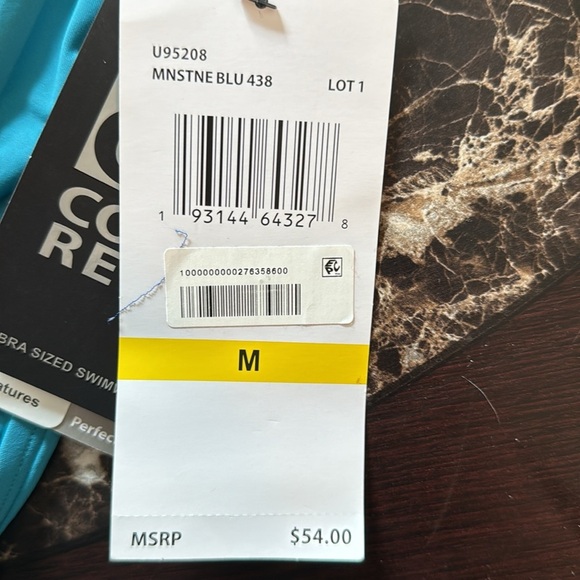 U95208
MNSTNE BLU 438 LOT 1
1 93144 64327 8
1000000000276358600
M
MSRP $54.00
CO
RE
BRA SIZED SWIM
atures
Perfec